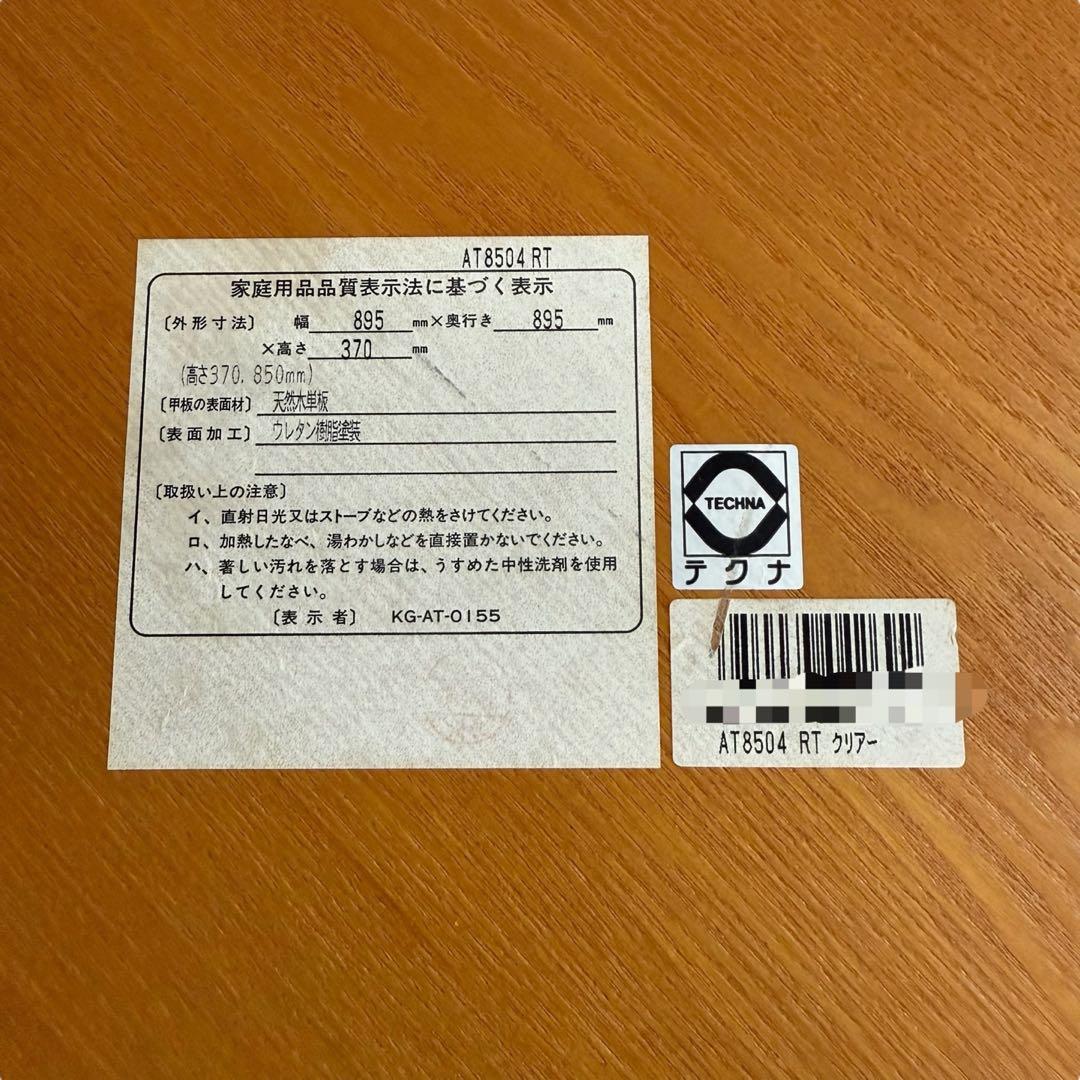 AT8504 RT
家庭用品品質表示法に基づく表示
〔外形寸法〕 幅 895 mm×奥行き 895 mm
×高さ 370 mm
(高さ370, 850mm)
〔甲板の表面材〕 天然木単板
〔表面加工〕 ウレタン樹脂塗装
〔取扱い上の注意〕
イ、直射日光又はストーブなどの熱をさけてください。
ロ、加熱したなべ、湯わかしなどを直接置かないでください。
ハ、著しい汚れを落とす場合は、うすめた中性洗剤を使用
してください。
〔表示者〕 KG-AT-0155
TECHNA
テクナ
AT8504 RT クリアー